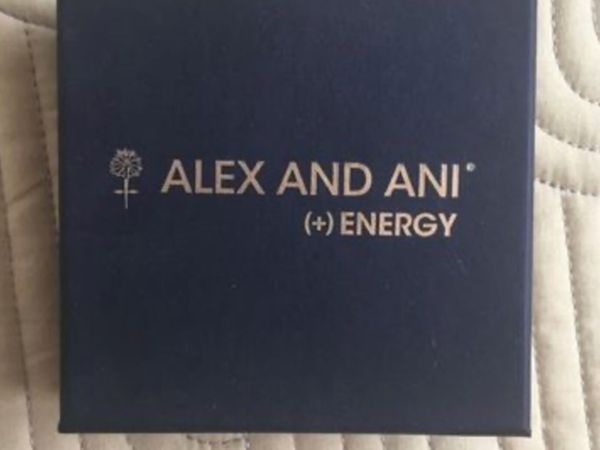 ALEX AND ANI®
(+) ENERGY